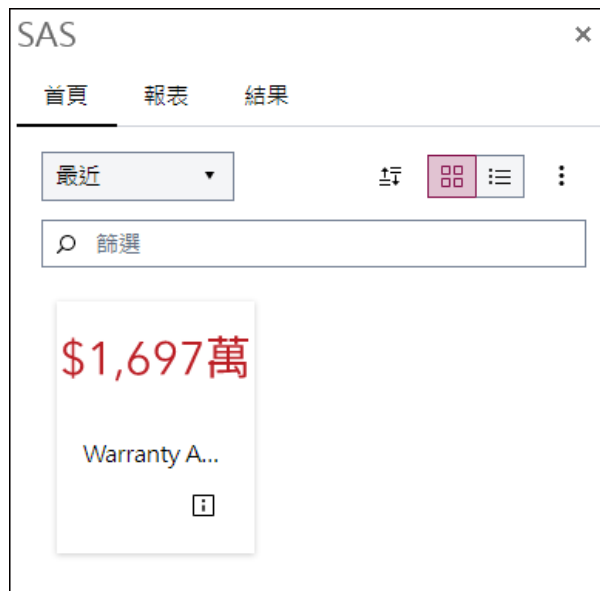 SAS
首頁 報表 結果
最近
篩選
$1,697萬
Warranty A...